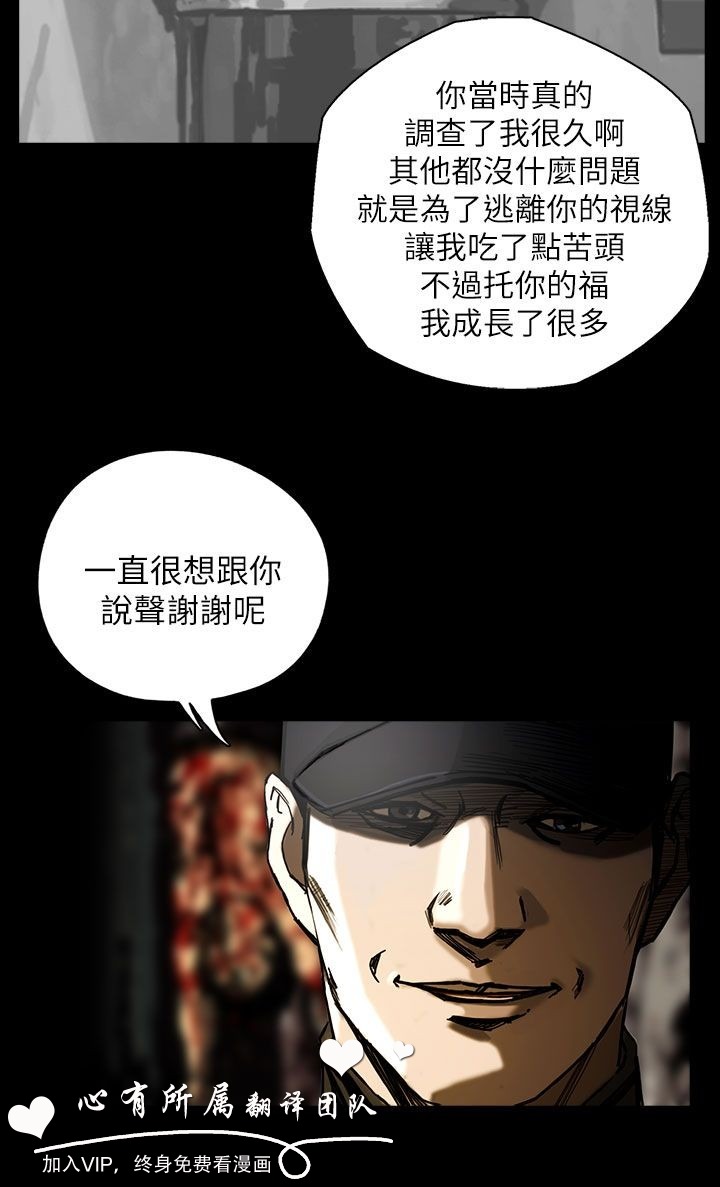 你當時真的
調查了我很久啊
其他都沒什麼問題
就是為了逃離你的視線
讓我吃了點苦頭
不過托你的福
我成長了很多
一直很想跟你
說聲謝謝呢
心有所属翻译团队
加入VIP，终身免费看漫画